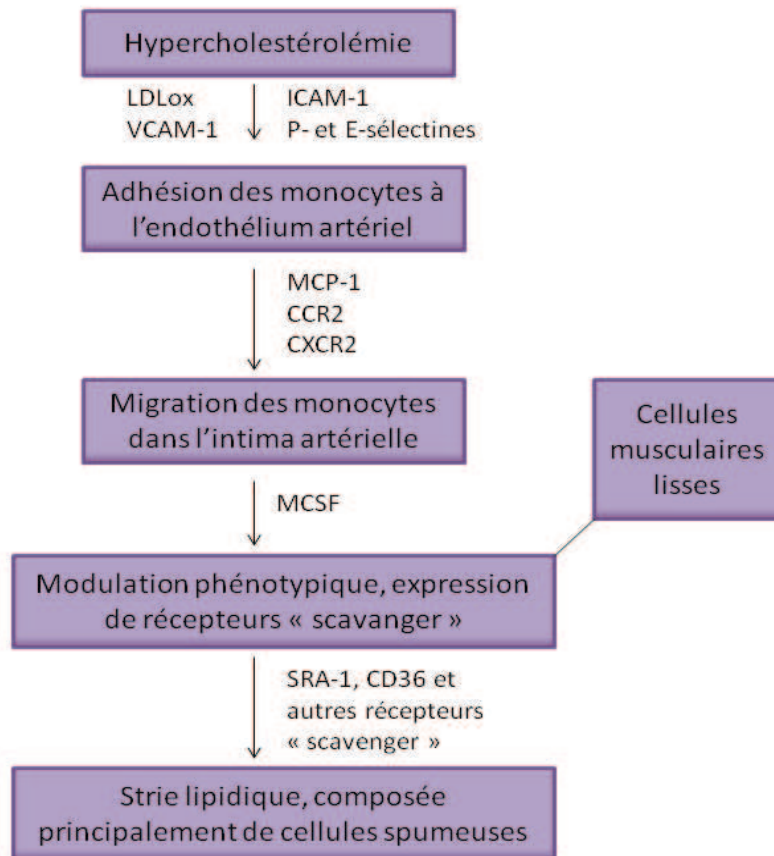 Hypercholestérolémie
LDLox
VCAM-1
ICAM-1
P- et E-sélectines
Adhésion des monocytes à
l'endothélium artériel
MCP-1
CCR2
CXCR2
Migration des monocytes
dans l'intima artérielle
Cellules
musculaires
lisses
MCSF
Modulation phénotypique, expression
de récepteurs « scavanger »
SRA-1, CD36 et
autres récepteurs
« scavenger »
Strie lipidique, composée
principalement de cellules spumeuses